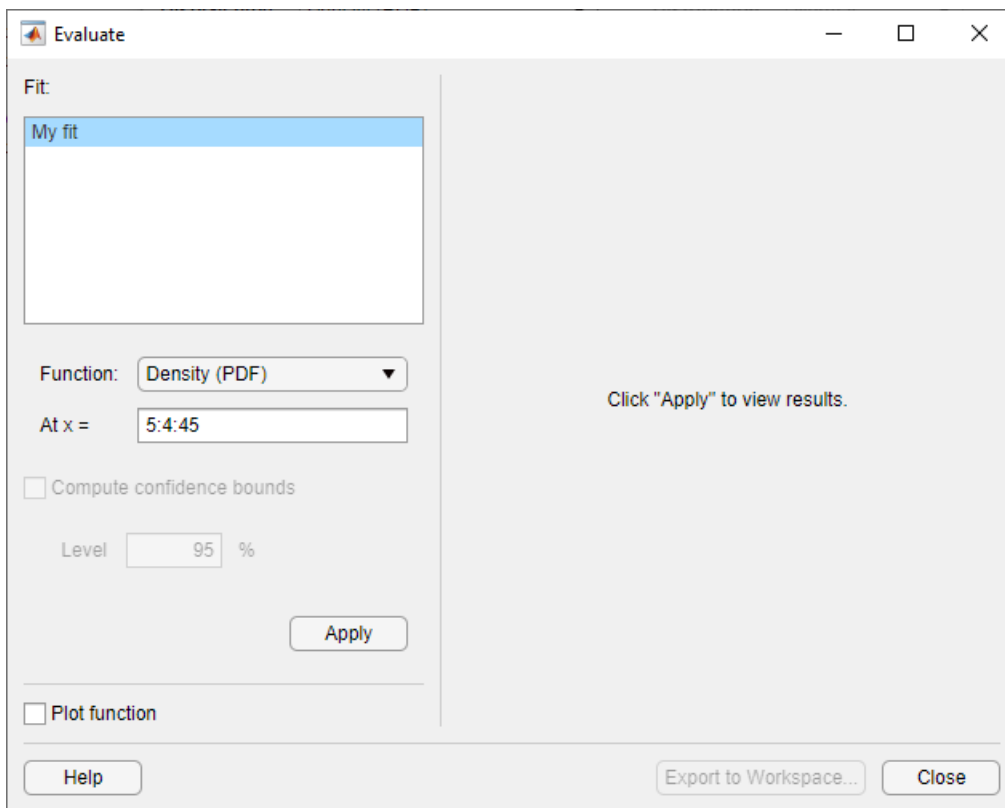 Evaluate
Fit:
My fit
Function: Density (PDF)
At x = 5:4:45
Compute confidence bounds
Level 95 %
Apply
Plot function
Click "Apply" to view results.
Help
Export to Workspace...
Close